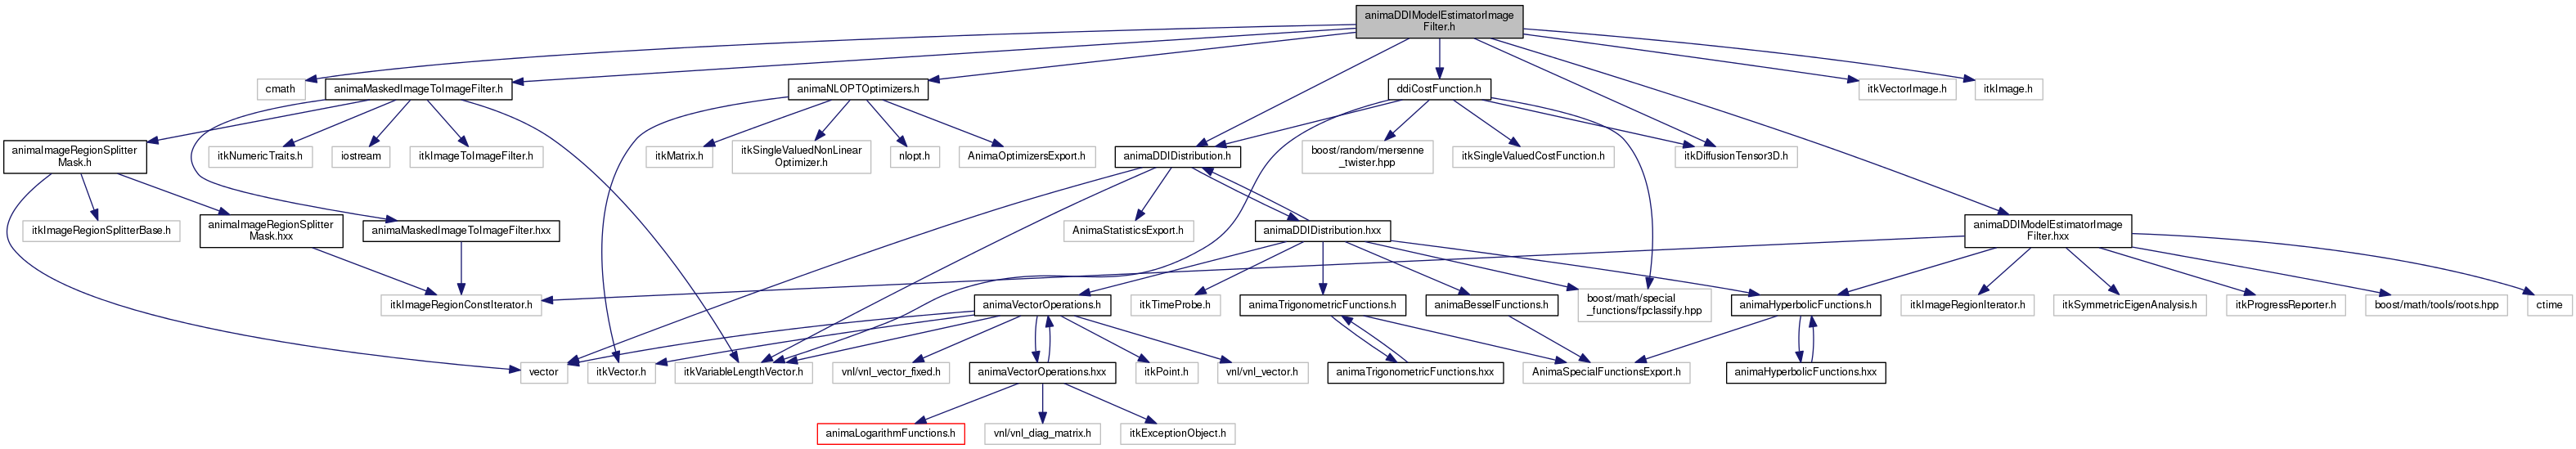 animaDDIModelEstimatorImage
Filter.h
cmath
animaMaskedImageToImageFilter.h
animaNLOPTOptimizers.h
ddiCostFunction.h
itkVectorImage.h
itkImage.h
animaImageRegionSplitter
Mask.h
itkNumericTraits.h
iostream
itkImageToImageFilter.h
itkMatrix.h
itkSingleValuedNonLinear
Optimizer.h
nlopt.h
AnimaOptimizersExport.h
animaDDIDistribution.h
boost/random/mersenne
_twister.hpp
itkSingleValuedCostFunction.h
itkDiffusionTensor3D.h
itkImageRegionSplitterBase.h
animaImageRegionSplitter
Mask.hxx
animaMaskedImageToImageFilter.hxx
AnimaStatisticsExport.h
animaDDIDistribution.hxx
animaDDIModelEstimatorImage
Filter.hxx
itkImageRegionConstIterator.h
animaVectorOperations.h
itkTimeProbe.h
animaTrigonometricFunctions.h
animaBesselFunctions.h
boost/math/special
_functions/fpclassify.hpp
animaHyperbolicFunctions.h
itkImageRegionIterator.h
itkSymmetricEigenAnalysis.h
itkProgressReporter.h
boost/math/tools/roots.hpp
ctime
vector
itkVector.h
itkVariableLengthVector.h
vnl/vnl_vector_fixed.h
animaVectorOperations.hxx
itkPoint.h
vnl/vnl_vector.h
animaTrigonometricFunctions.hxx
AnimaSpecialFunctionsExport.h
animaHyperbolicFunctions.hxx
animaLogarithmFunctions.h
vnl/vnl_diag_matrix.h
itkExceptionObject.h